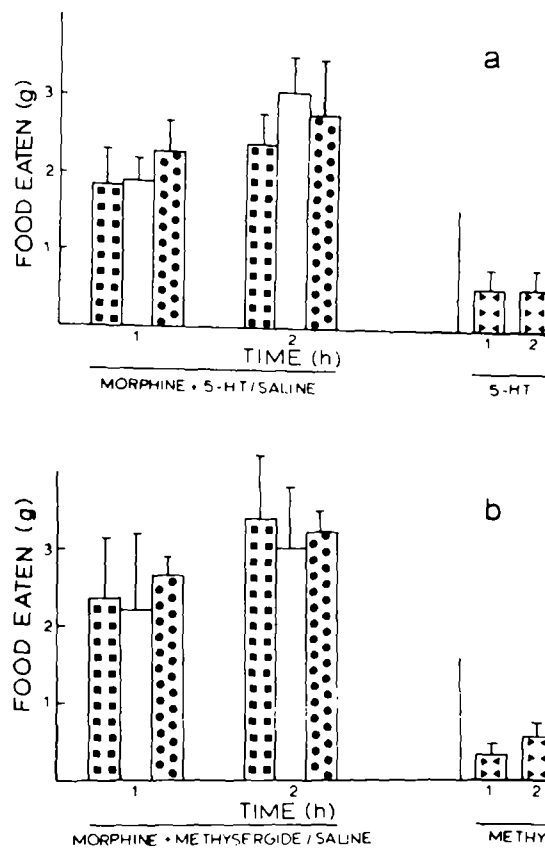 a
FOOD EATEN (g)
3
2
1
1
2
1
2
TIME (h)
MORPHINE + 5-HT/SALINE
5-HT
b
FOOD EATEN (g)
3
2
1
1
2
1
2
TIME (h)
MORPHINE + METHYSERGIDE/SALINE
METHY